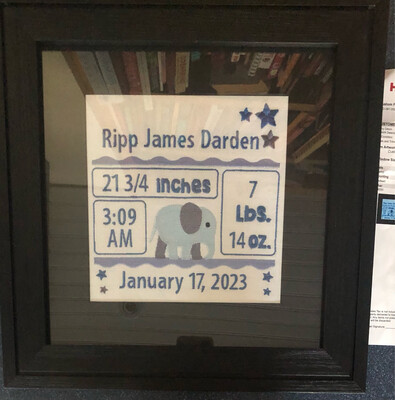 Ripp James Darden
21 3/4 inches
3:09
AM
7
LBS.
14 oz.
January 17, 2023